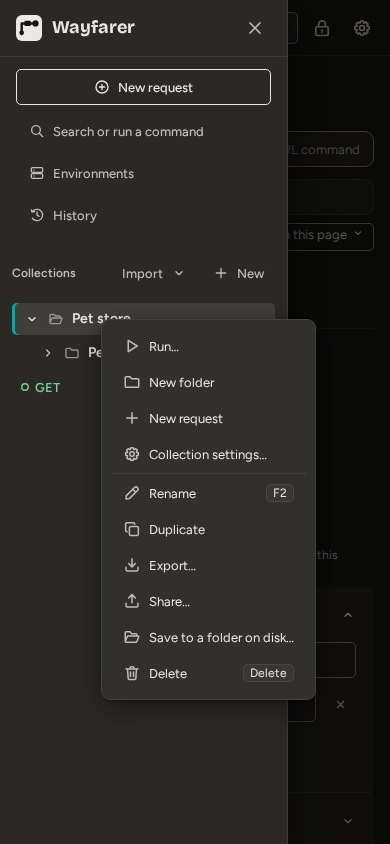 Wayfarer
New request
Search or run a command
RL command
Environments
History
this page
Collections
Import
New
Pet store
Run...
Pe
New folder
GET
New request
Collection settings...
Rename
F2
Duplicate
this
Export...
Share...
Save to a folder on disk...
Delete
Delete